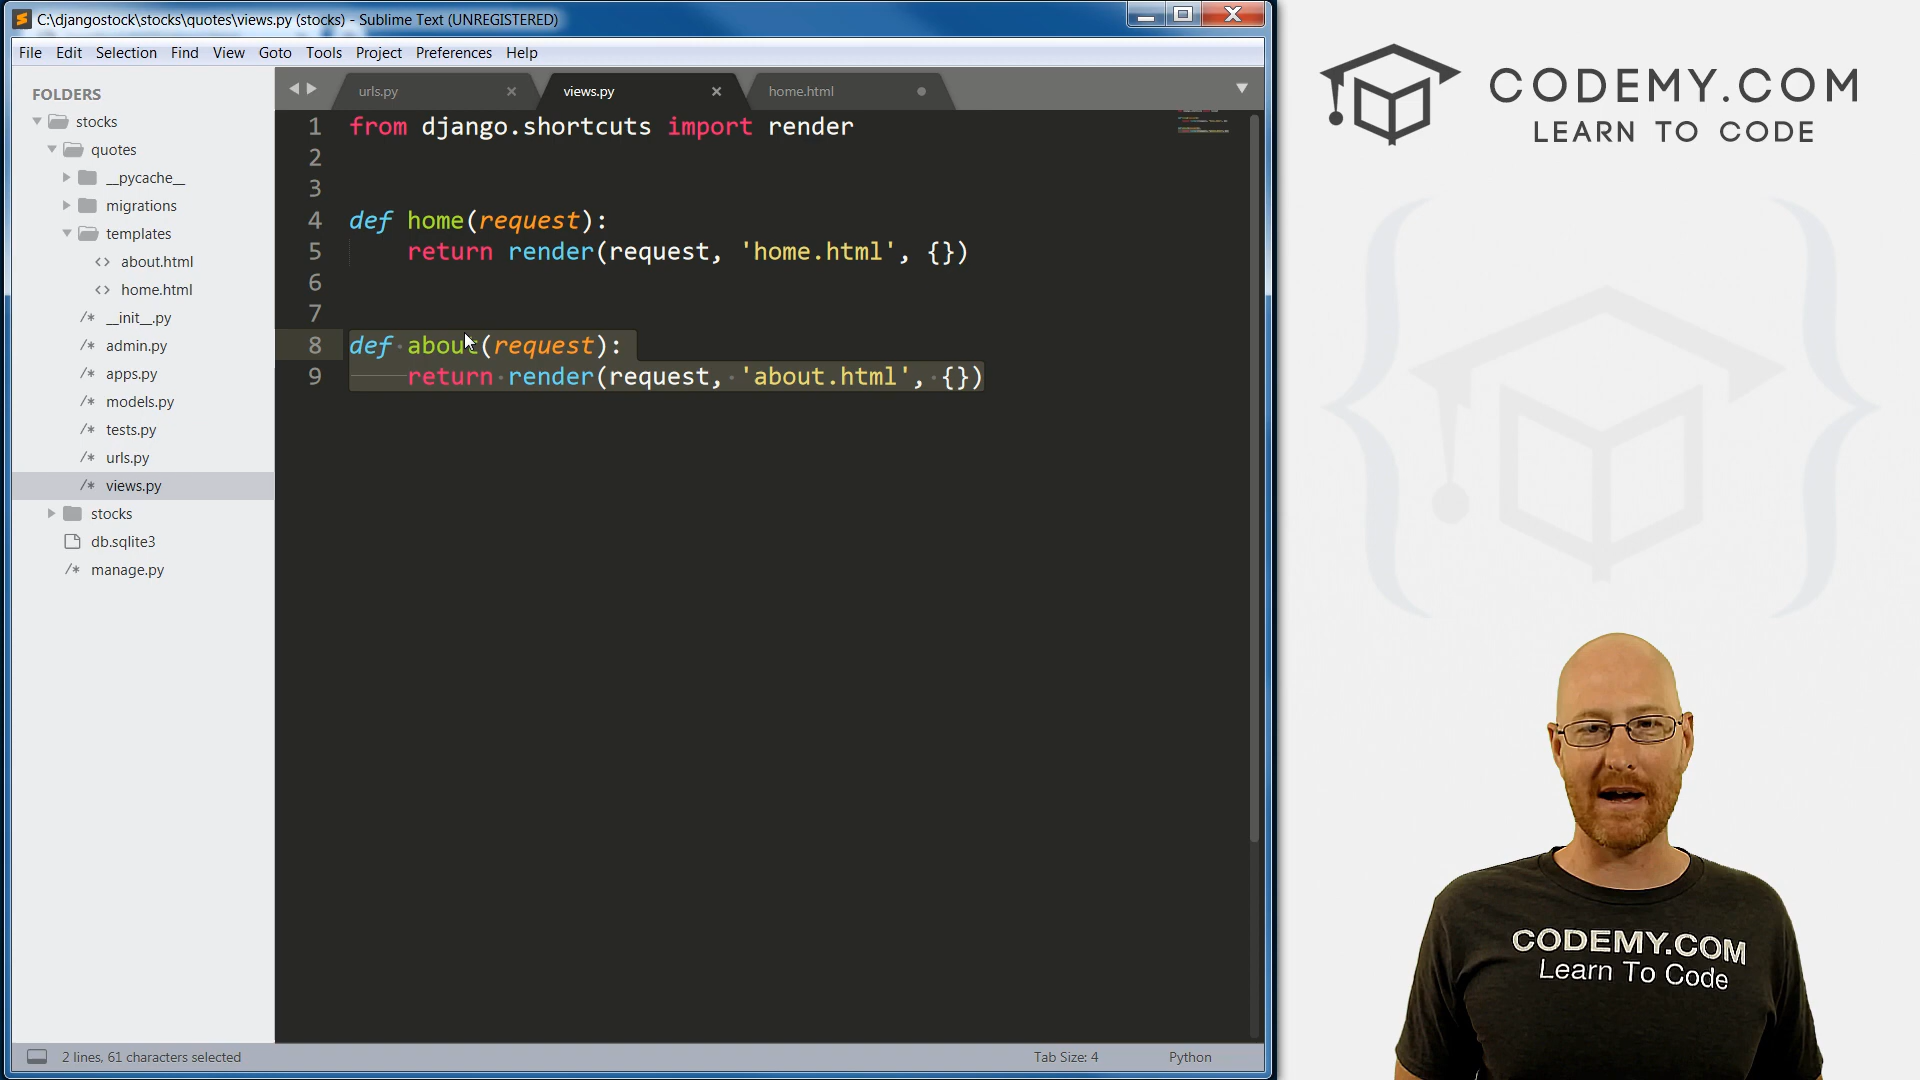 C:\djangostock\stocks\quotes\views.py (stocks) - Sublime Text (UNREGISTERED)
File Edit Selection Find View Goto Tools Project Preferences Help
FOLDERS
stocks
quotes
__pycache__
migrations
templates
<> about.html
<> home.html
/* __init__.py
/* admin.py
/* apps.py
/* models.py
/* tests.py
/* urls.py
/* views.py
stocks
db.sqlite3
/* manage.py
urls.py views.py home.html
1 from django.shortcuts import render
2
3
4 def home(request):
5 return render(request, 'home.html', {})
6
7
8 def about(request):
9 return render(request, 'about.html', {})
2 lines, 61 characters selected
Tab Size: 4
Python
CODEMY.COM
LEARN TO CODE
CODEMY.COM
Learn To Code